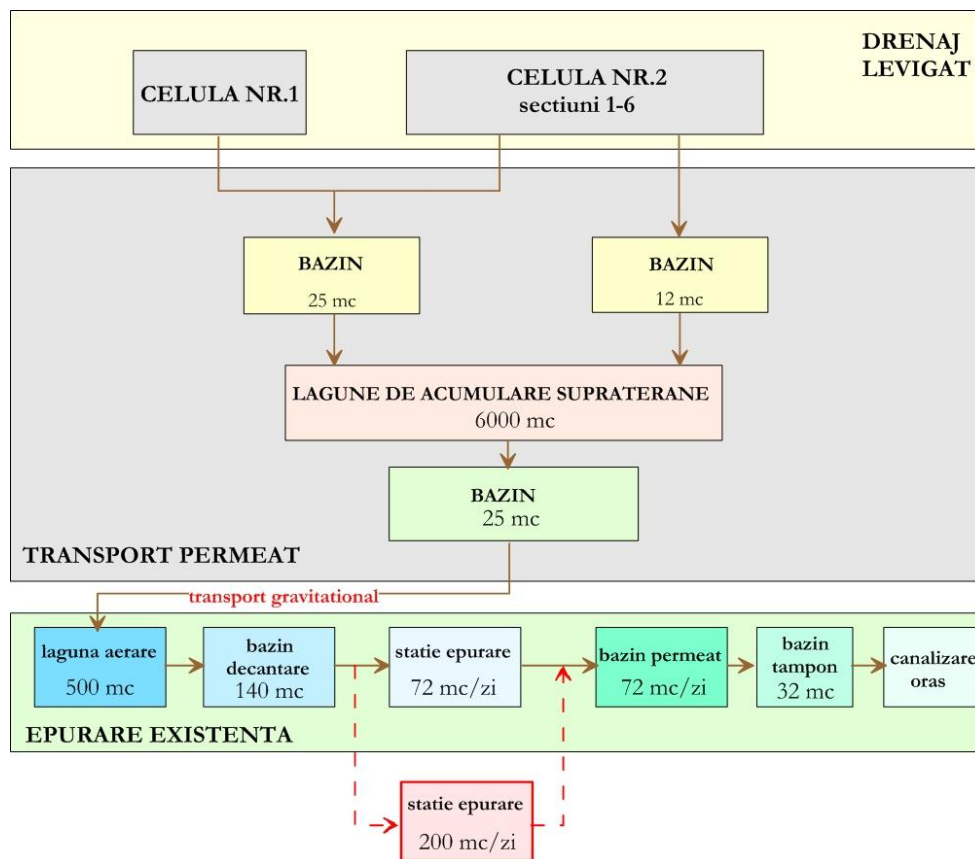 DRENAJ
LEVIGAT
CELULA NR.1
CELULA NR.2
sectiuni 1-6
BAZIN
25 mc
BAZIN
12 mc
LAGUNE DE ACUMULARE SUPRATERANE
6000 mc
BAZIN
25 mc
TRANSPORT PERMEAT
transport gravitational
laguna aerare
500 mc
bazin
decantare
140 mc
statie epurare
72 mc/zi
bazin permeat
72 mc/zi
bazin
tampon
32 mc
canalizare
oras
EPURARE EXISTENTA
statie epurare
200 mc/zi